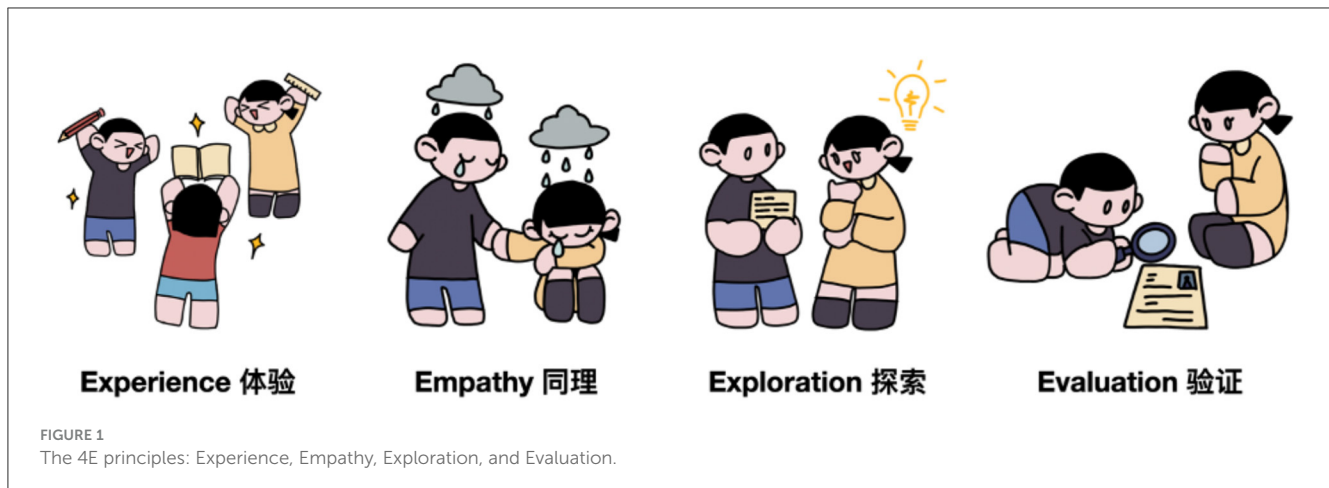 Experience 体验
Empathy 同理
Exploration 探索
Evaluation 验证
FIGURE 1
The 4E principles: Experience, Empathy, Exploration, and Evaluation.